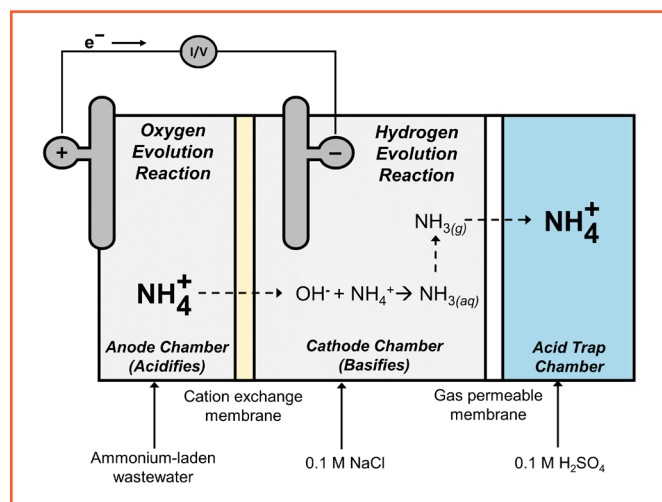 e⁻
I/V
+
−
Oxygen
Evolution
Reaction
Hydrogen
Evolution
Reaction
NH₃(g)
NH₄⁺
NH₄⁺
OH⁻ + NH₄⁺ → NH₃(aq)
Anode Chamber
(Acidifies)
Cathode Chamber
(Basifies)
Acid Trap
Chamber
Cation exchange
membrane
Gas permeable
membrane
Ammonium-laden
wastewater
0.1 M NaCl
0.1 M H₂SO₄